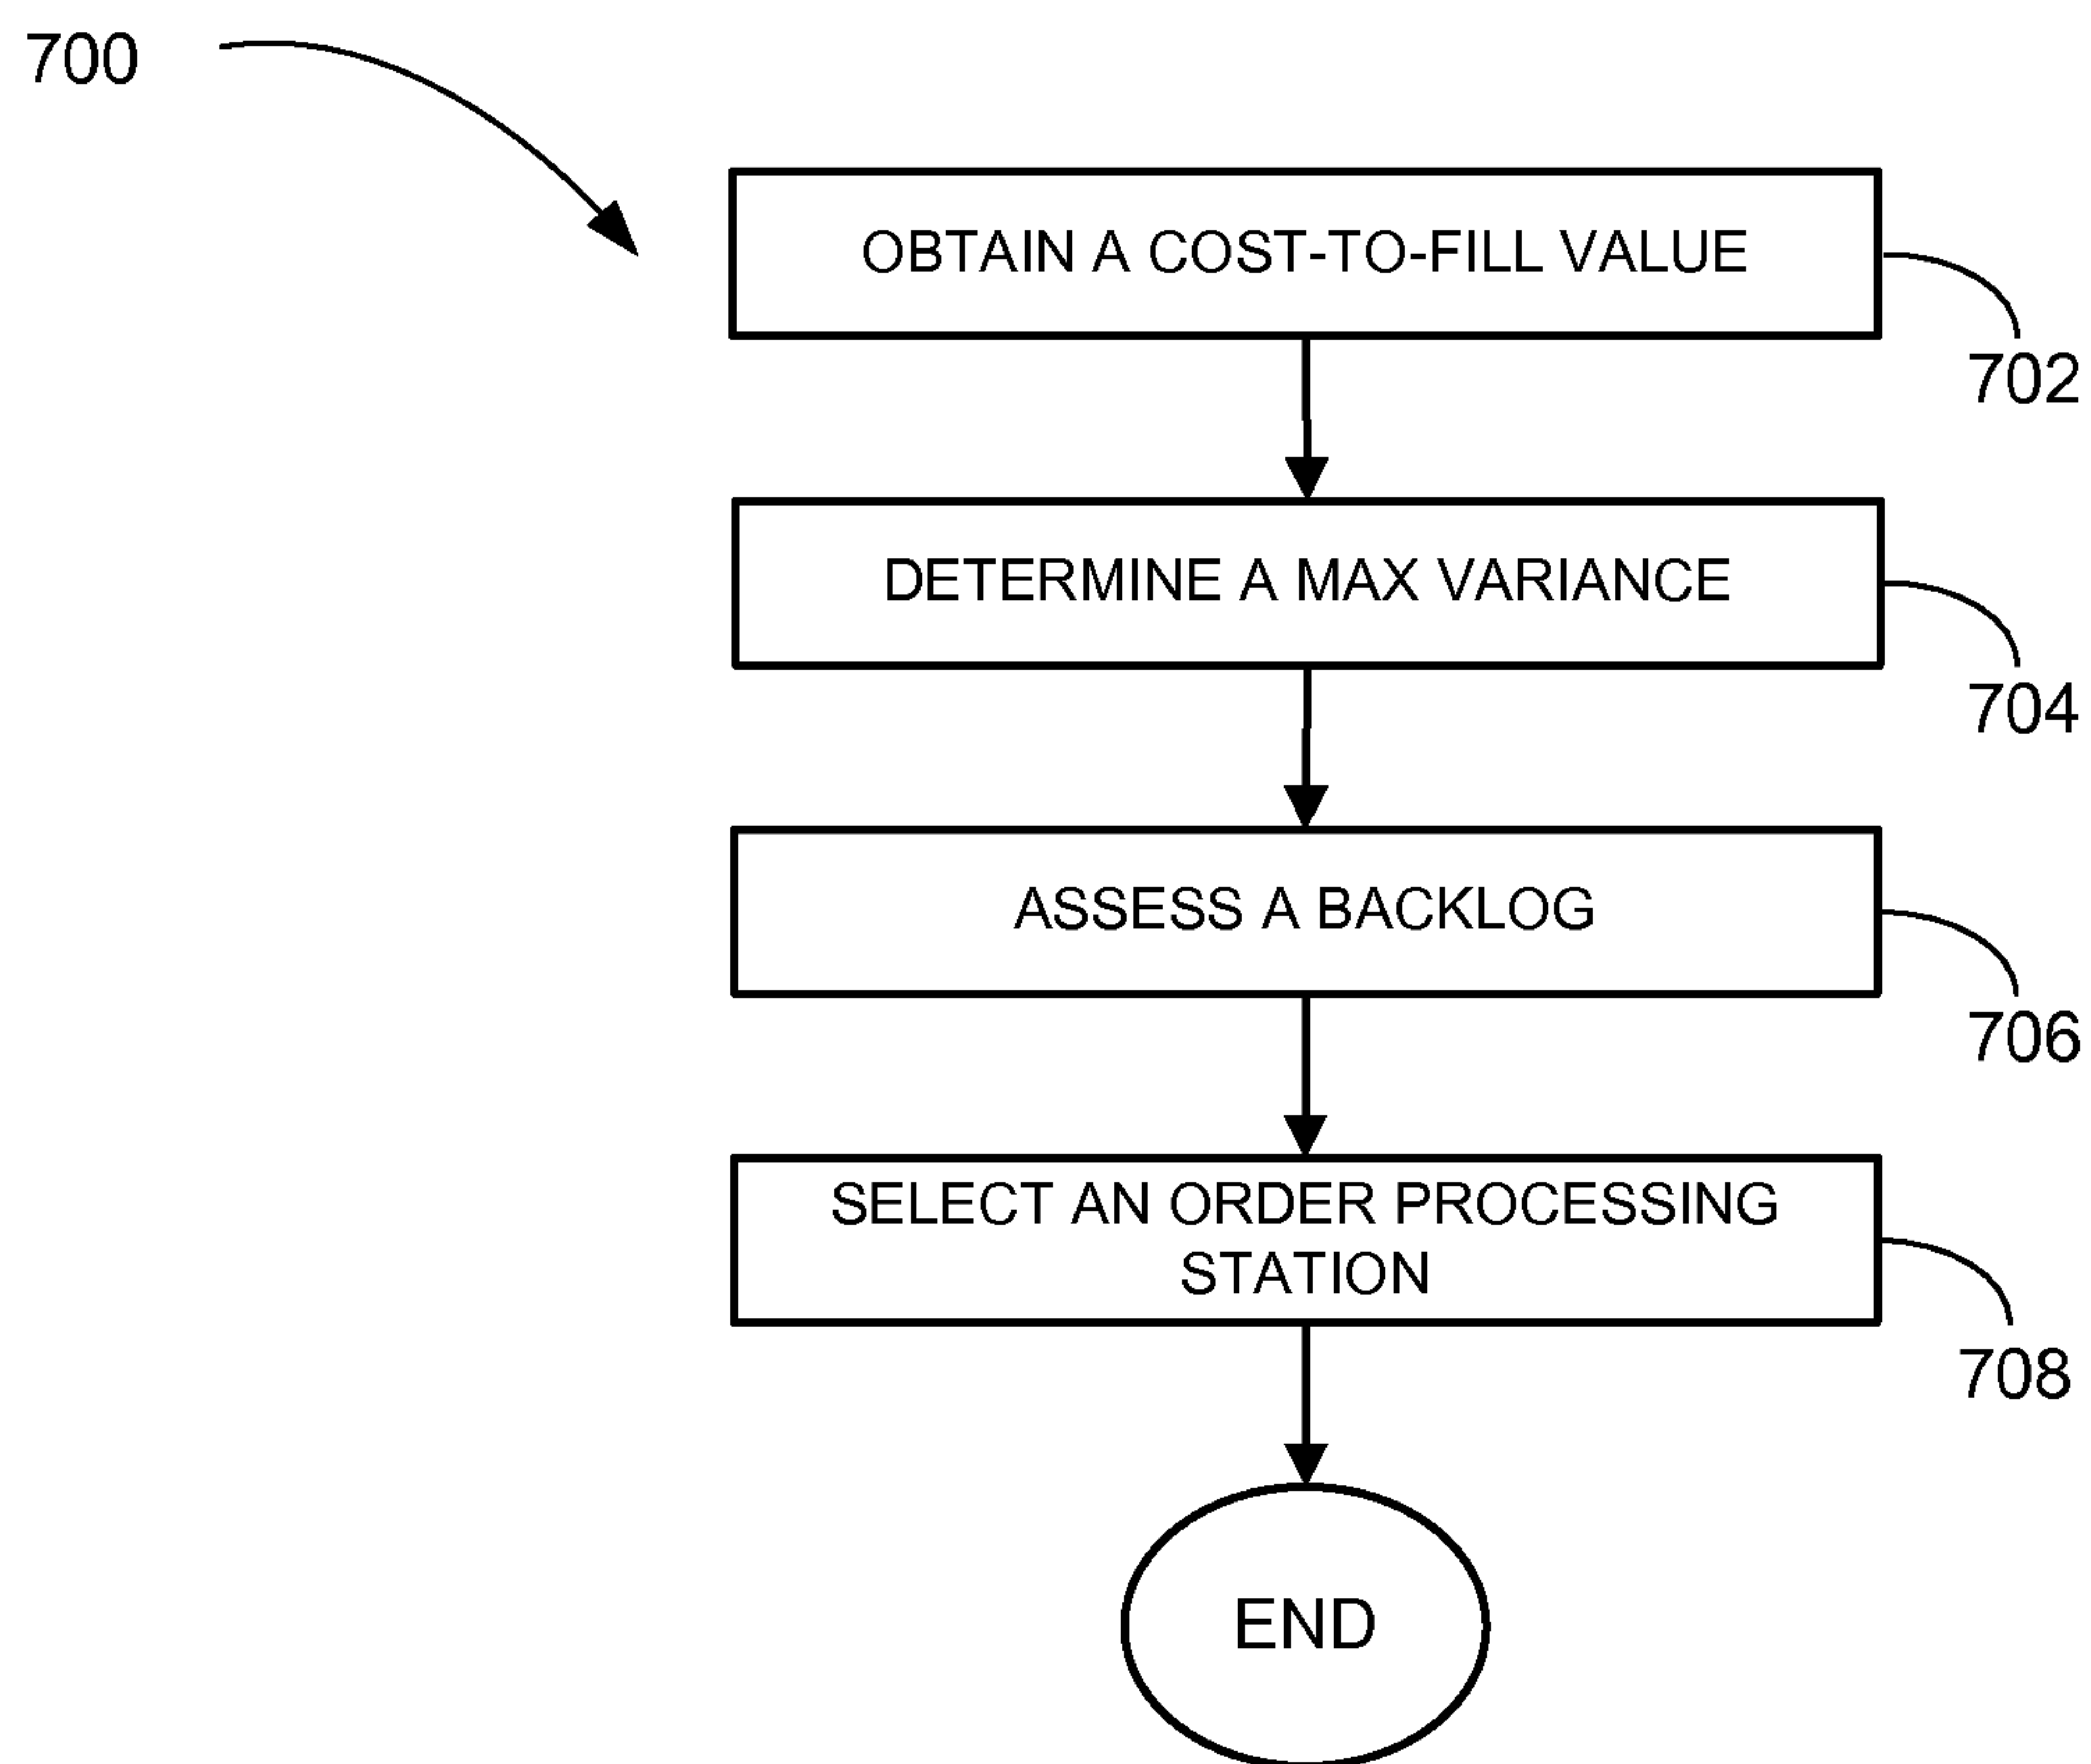 700
OBTAIN A COST-TO-FILL VALUE
702
DETERMINE A MAX VARIANCE
704
ASSESS A BACKLOG
706
SELECT AN ORDER PROCESSING
STATION
708
END